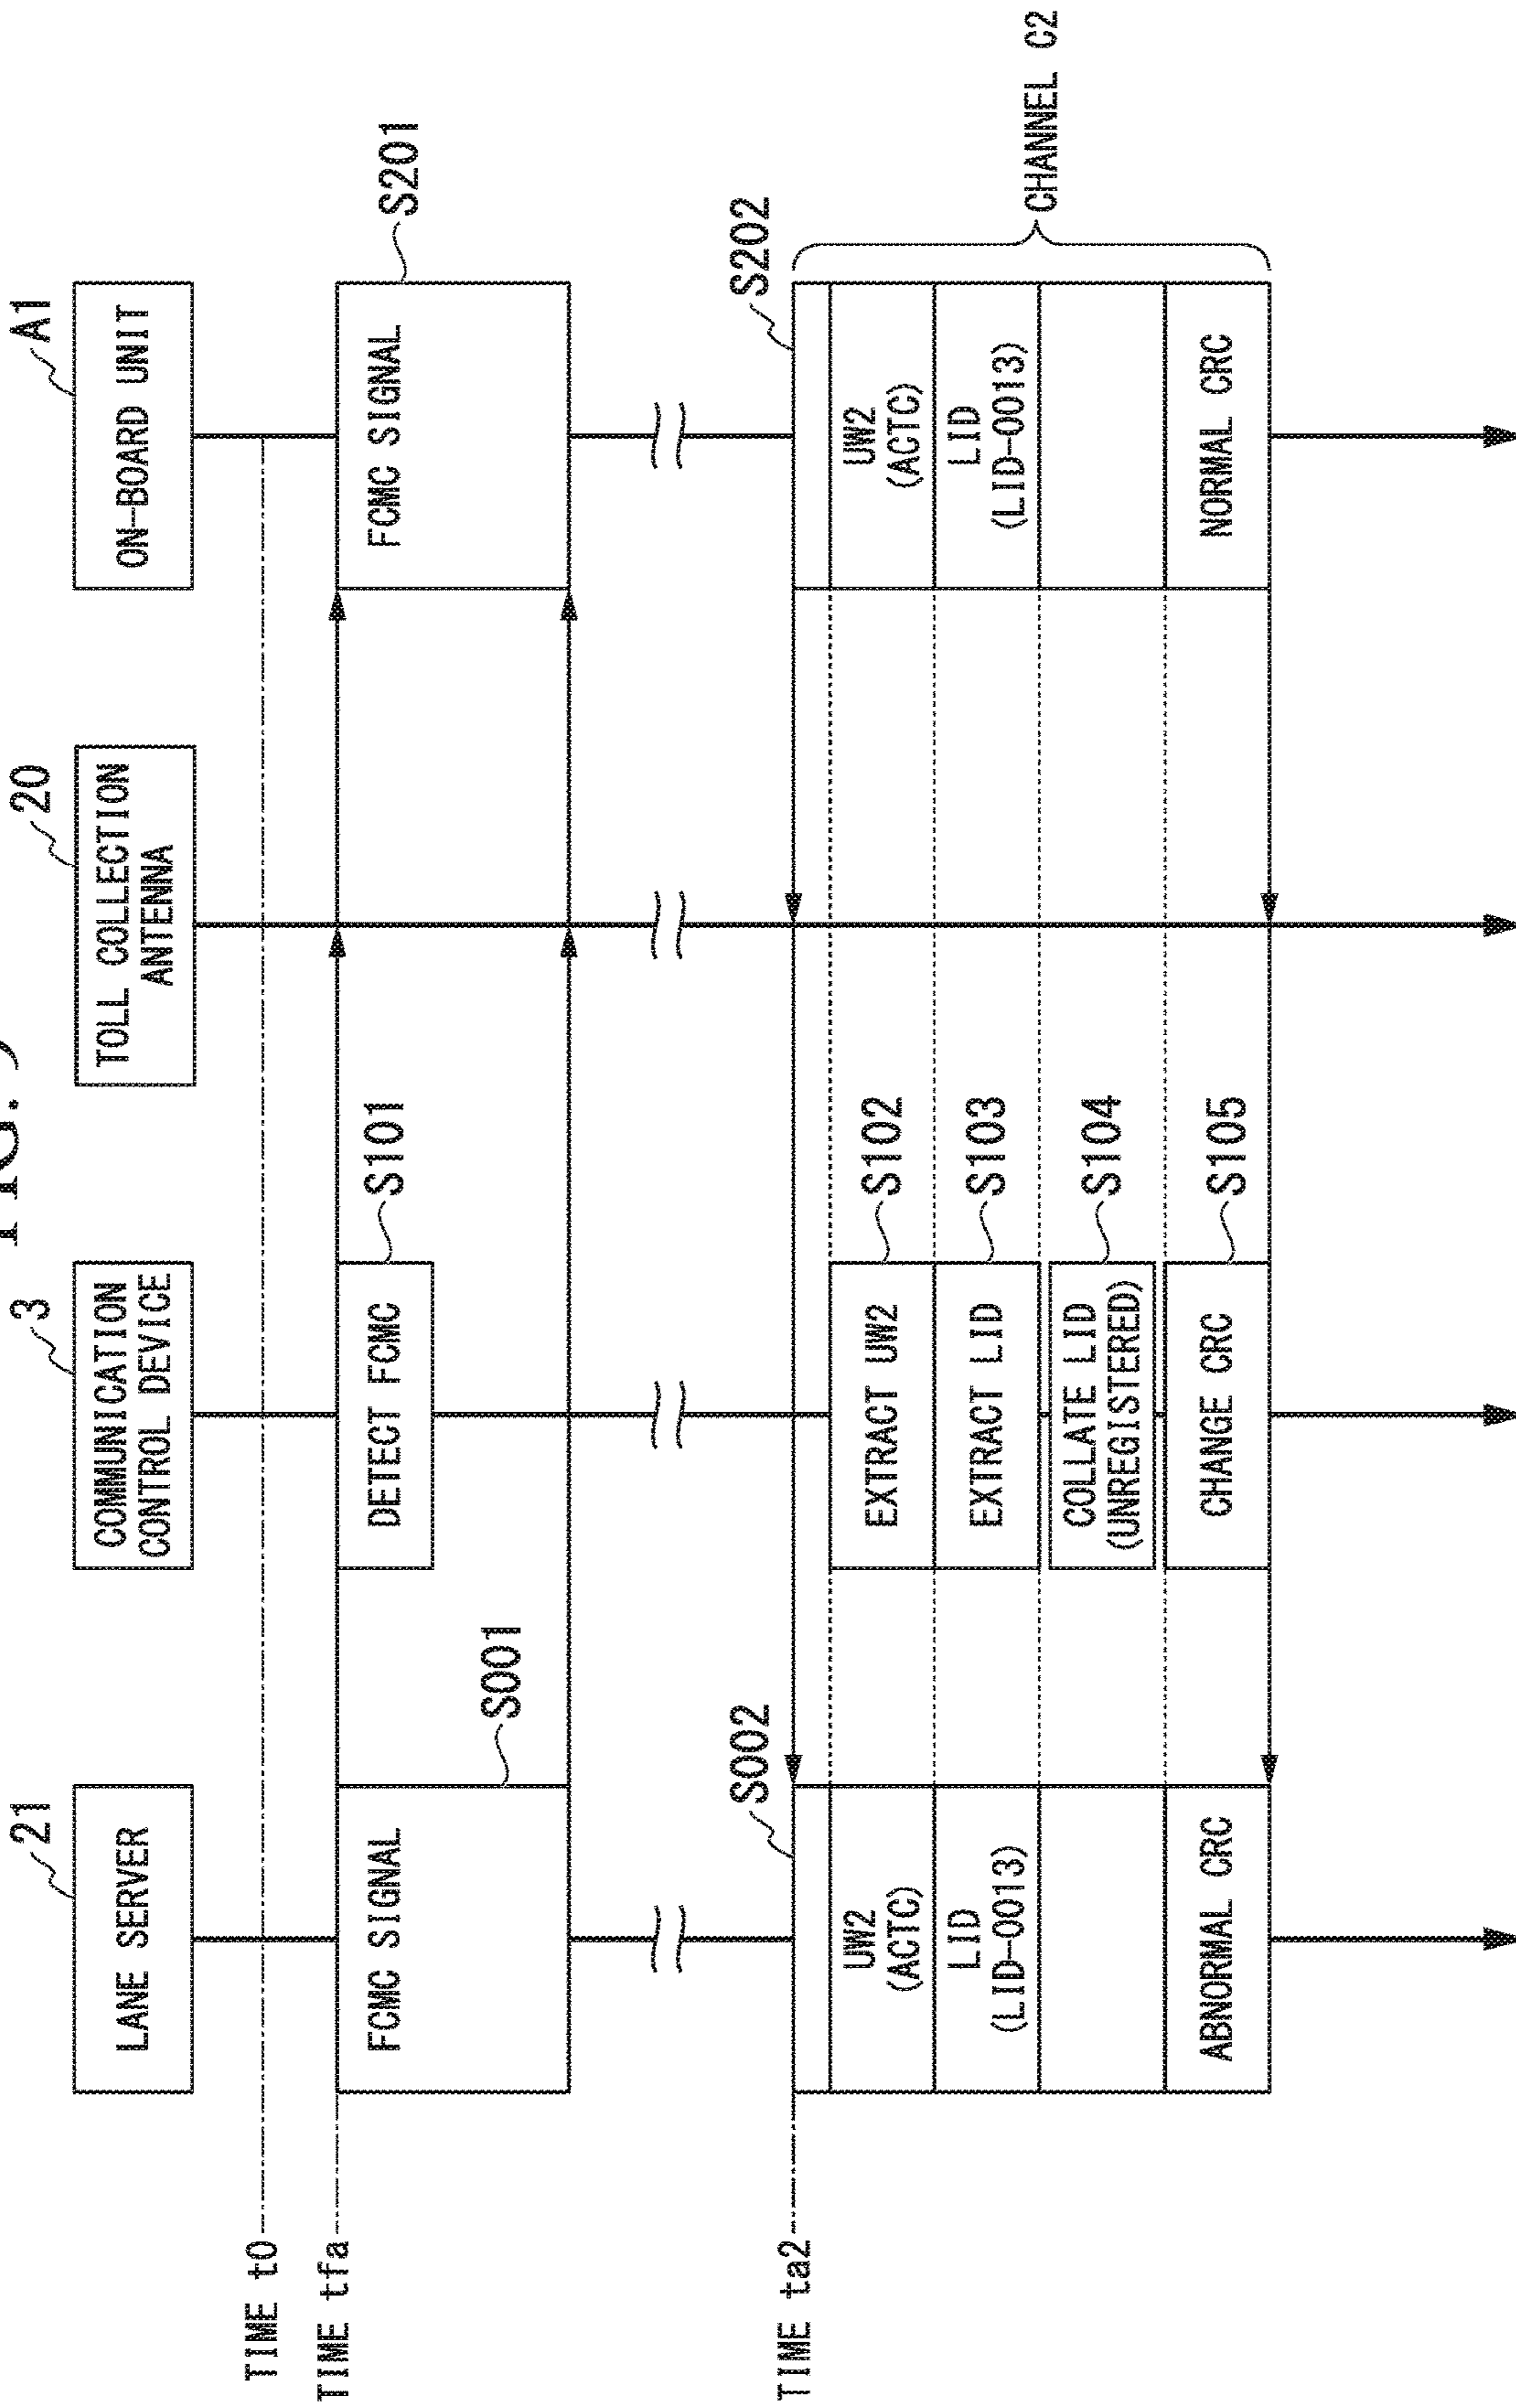 FIG. 9
21
LANE SERVER
3
COMMUNICATION
CONTROL DEVICE
20
TOLL COLLECTION
ANTENNA
A1
ON-BOARD UNIT
TIME t0
TIME tfa
FCMC SIGNAL
S001
DETECT FCMC
S101
FCMC SIGNAL
S201
TIME ta2
S002
S202
UW2
(ACTC)
EXTRACT UW2
S102
UW2
(ACTC)
LID
(LID-0013)
EXTRACT LID
S103
LID
(LID-0013)
COLLATE LID
(UNREGISTERED)
S104
ABNORMAL CRC
CHANGE CRC
S105
NORMAL CRC
CHANNEL C2